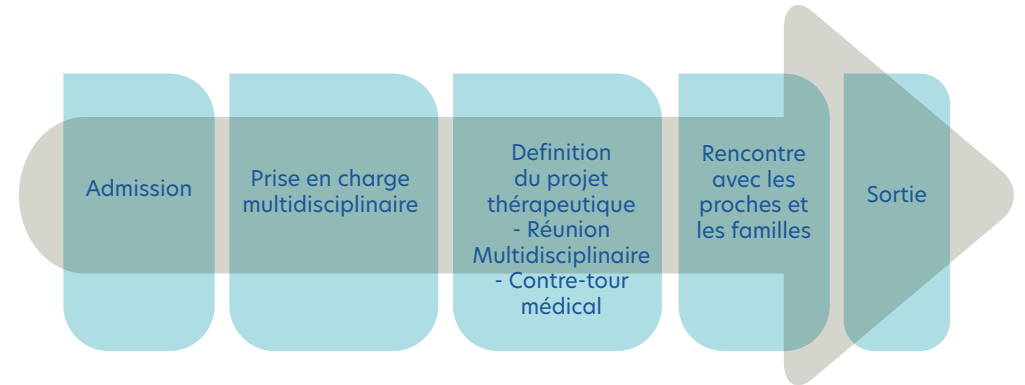 Admission
Prise en charge
multidisciplinaire
Definition
du projet
thérapeutique
- Réunion
Multidisciplinaire
- Contre-tour
médical
Rencontre
avec les
proches et
les familles
Sortie